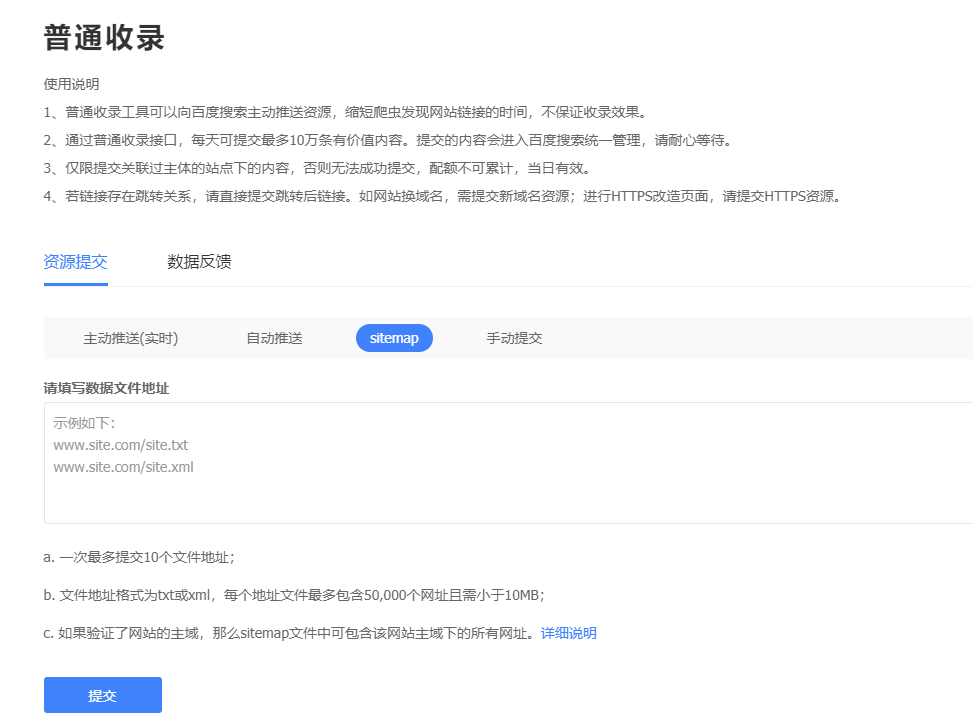 普通收录
使用说明
1、普通收录工具可以向百度搜索主动推送资源，缩短爬虫发现网站链接的时间，不保证收录效果。
2、通过普通收录接口，每天可提交最多10万条有价值内容。提交的内容会进入百度搜索统一管理，请耐心等待。
3、仅限提交关联过主体的站点下的内容，否则无法成功提交，配额不可累计，当日有效。
4、若链接存在跳转关系，请直接提交跳转后链接。如网站换域名，需提交新域名资源；进行HTTPS改造页面，请提交HTTPS资源。
资源提交 数据反馈
主动推送(实时) 自动推送 sitemap 手动提交
请填写数据文件地址
示例如下：
www.site.com/site.txt
www.site.com/site.xml
a. 一次最多提交10个文件地址；
b. 文件地址格式为txt或xml，每个地址文件最多包含50,000个网址且需小于10MB；
c. 如果验证了网站的主域，那么sitemap文件中可包含该网站主域下的所有网址。详细说明
提交